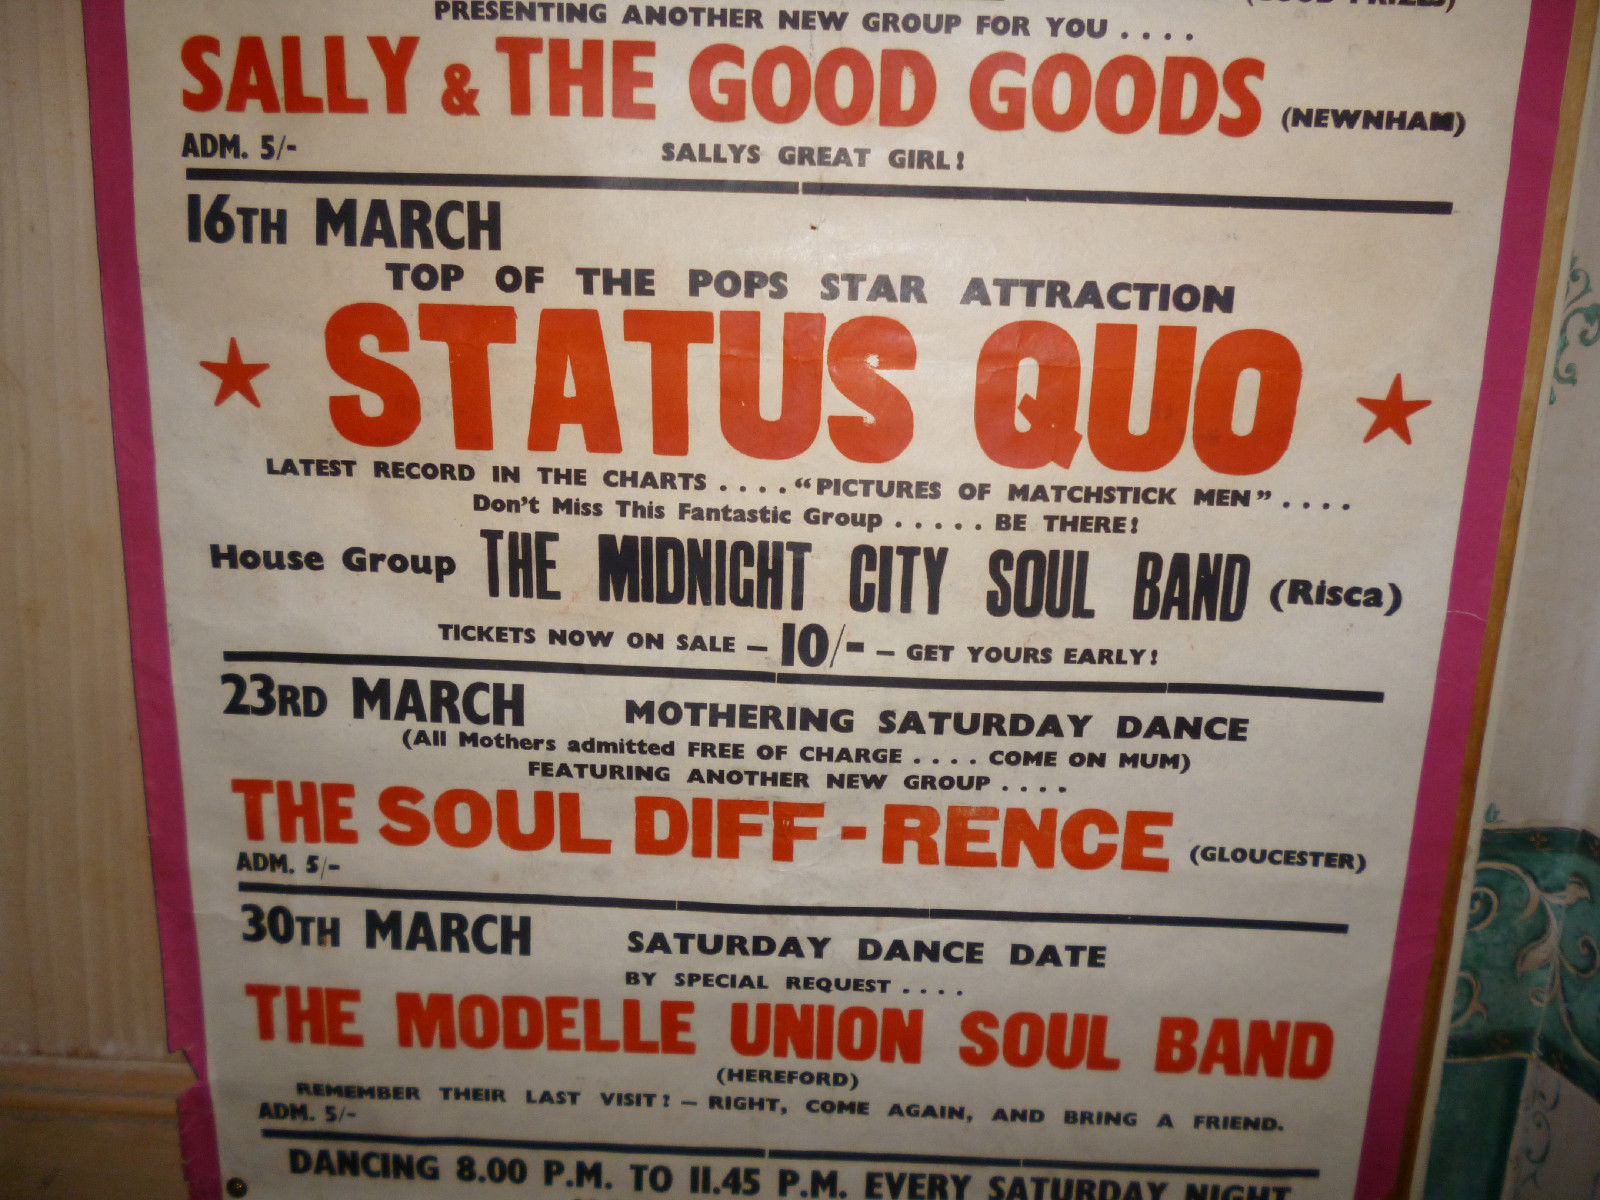 (GOOD PRIZES)
PRESENTING ANOTHER NEW GROUP FOR YOU . . . .
SALLY & THE GOOD GOODS (NEWNHAM)
ADM. 5/- SALLYS GREAT GIRL!
16TH MARCH
TOP OF THE POPS STAR ATTRACTION
★ STATUS QUO ★
LATEST RECORD IN THE CHARTS . . . . "PICTURES OF MATCHSTICK MEN" . . . .
Don't Miss This Fantastic Group . . . . . BE THERE!
House Group THE MIDNIGHT CITY SOUL BAND (Risca)
TICKETS NOW ON SALE — 10/- — GET YOURS EARLY!
23RD MARCH MOTHERING SATURDAY DANCE
(All Mothers admitted FREE OF CHARGE . . . . COME ON MUM)
FEATURING ANOTHER NEW GROUP . . . .
THE SOUL DIFF-RENCE (GLOUCESTER)
ADM. 5/-
30TH MARCH SATURDAY DANCE DATE
BY SPECIAL REQUEST . . . .
THE MODELLE UNION SOUL BAND
(HEREFORD)
REMEMBER THEIR LAST VISIT? — RIGHT, COME AGAIN, AND BRING A FRIEND.
ADM. 5/-
DANCING 8.00 P.M. TO 11.45 P.M. EVERY SATURDAY NIGHT